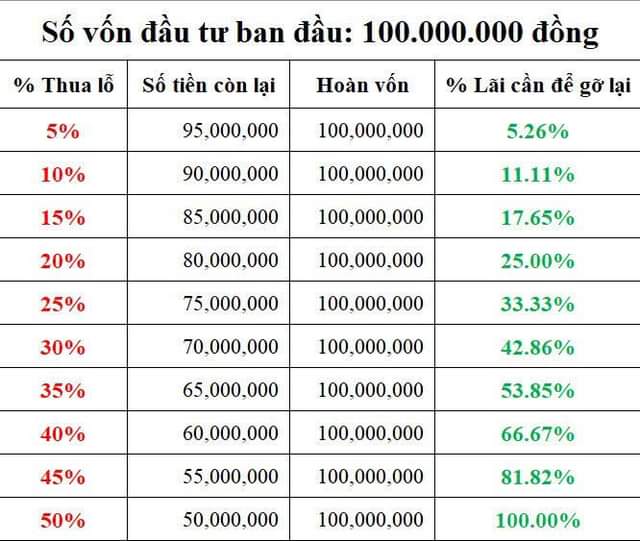 Số vốn đầu tư ban đầu: 100.000.000 đồng
% Thua lỗ Số tiền còn lại Hoàn vốn % Lãi cần để gỡ lại
5% 95,000,000 100,000,000 5.26%
10% 90,000,000 100,000,000 11.11%
15% 85,000,000 100,000,000 17.65%
20% 80,000,000 100,000,000 25.00%
25% 75,000,000 100,000,000 33.33%
30% 70,000,000 100,000,000 42.86%
35% 65,000,000 100,000,000 53.85%
40% 60,000,000 100,000,000 66.67%
45% 55,000,000 100,000,000 81.82%
50% 50,000,000 100,000,000 100.00%